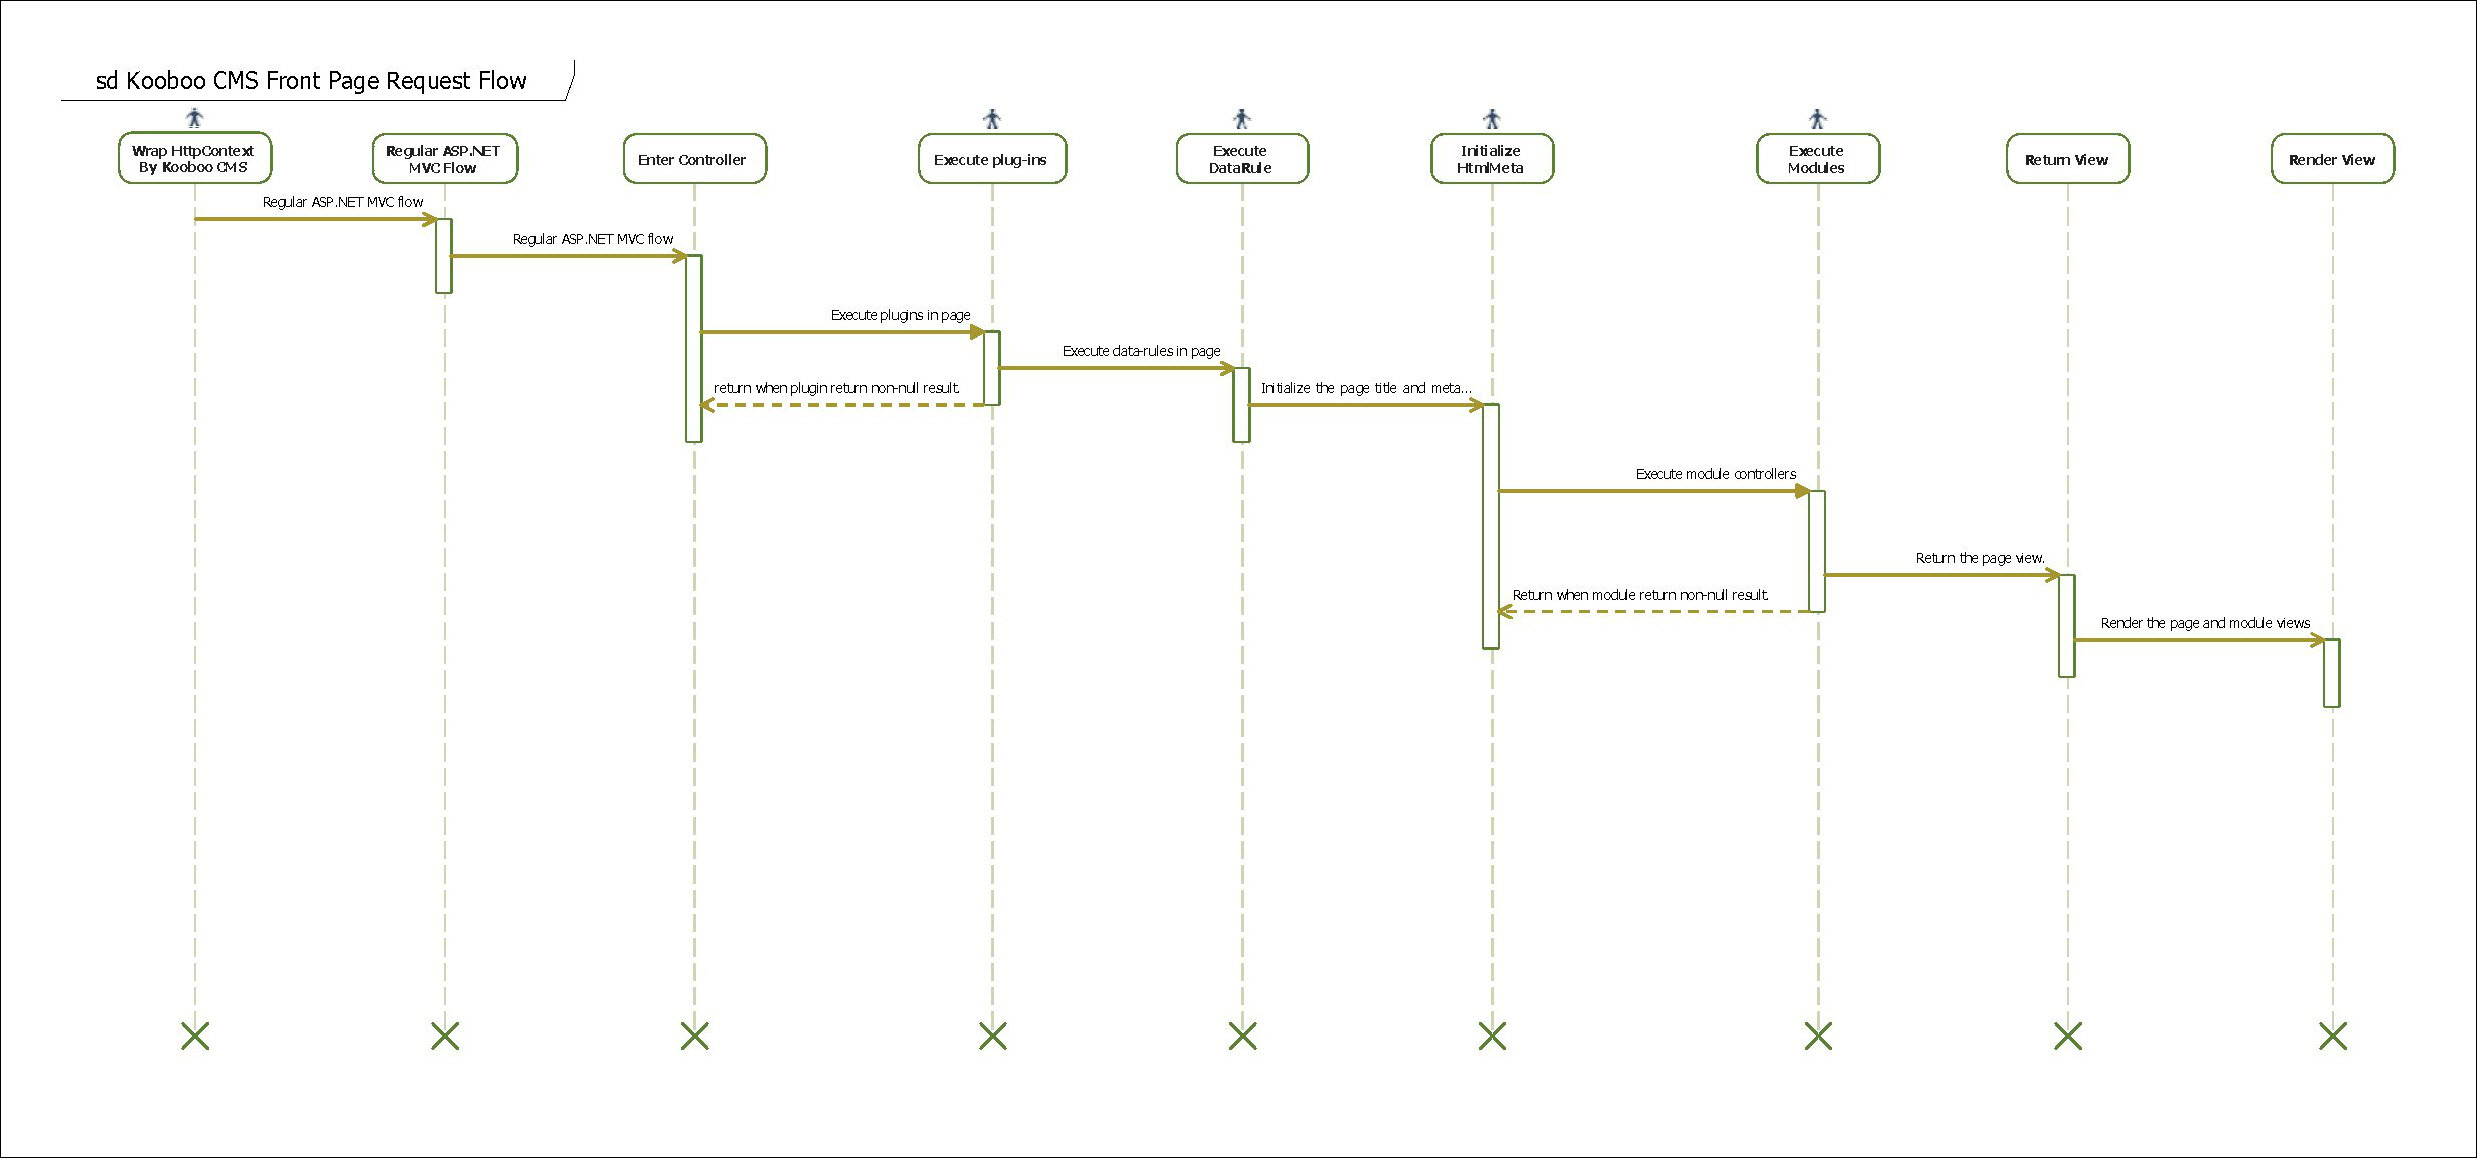 sd Kooboo CMS Front Page Request Flow
Wrap HttpContext
By Kooboo CMS
Regular ASP.NET
MVC Flow
Enter Controller
Execute plug-ins
Execute
DataRule
Initialize
HtmlMeta
Execute
Modules
Return View
Render View
Regular ASP.NET MVC flow
Regular ASP.NET MVC flow
Execute plugins in page
Execute data-rules in page
return when plugin return non-null result.
Initialize the page title and meta...
Execute module controllers
Return the page view.
Return when module return non-null result.
Render the page and module views